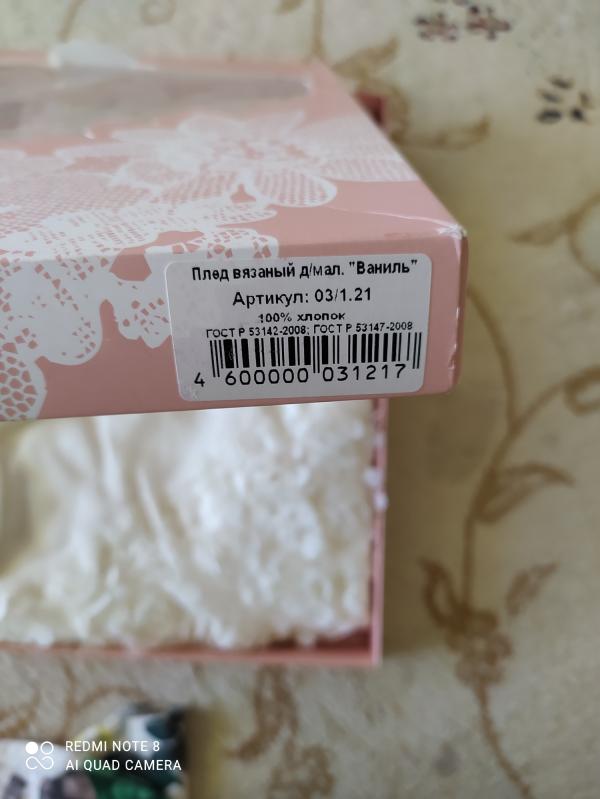 Плед вязаный д/мал. "Ваниль"
Артикул: 03/1.21
100% хлопок
ГОСТ Р 53142-2008; ГОСТ Р 53147-2008
4 600000 031217
REDMI NOTE 8
AI QUAD CAMERA